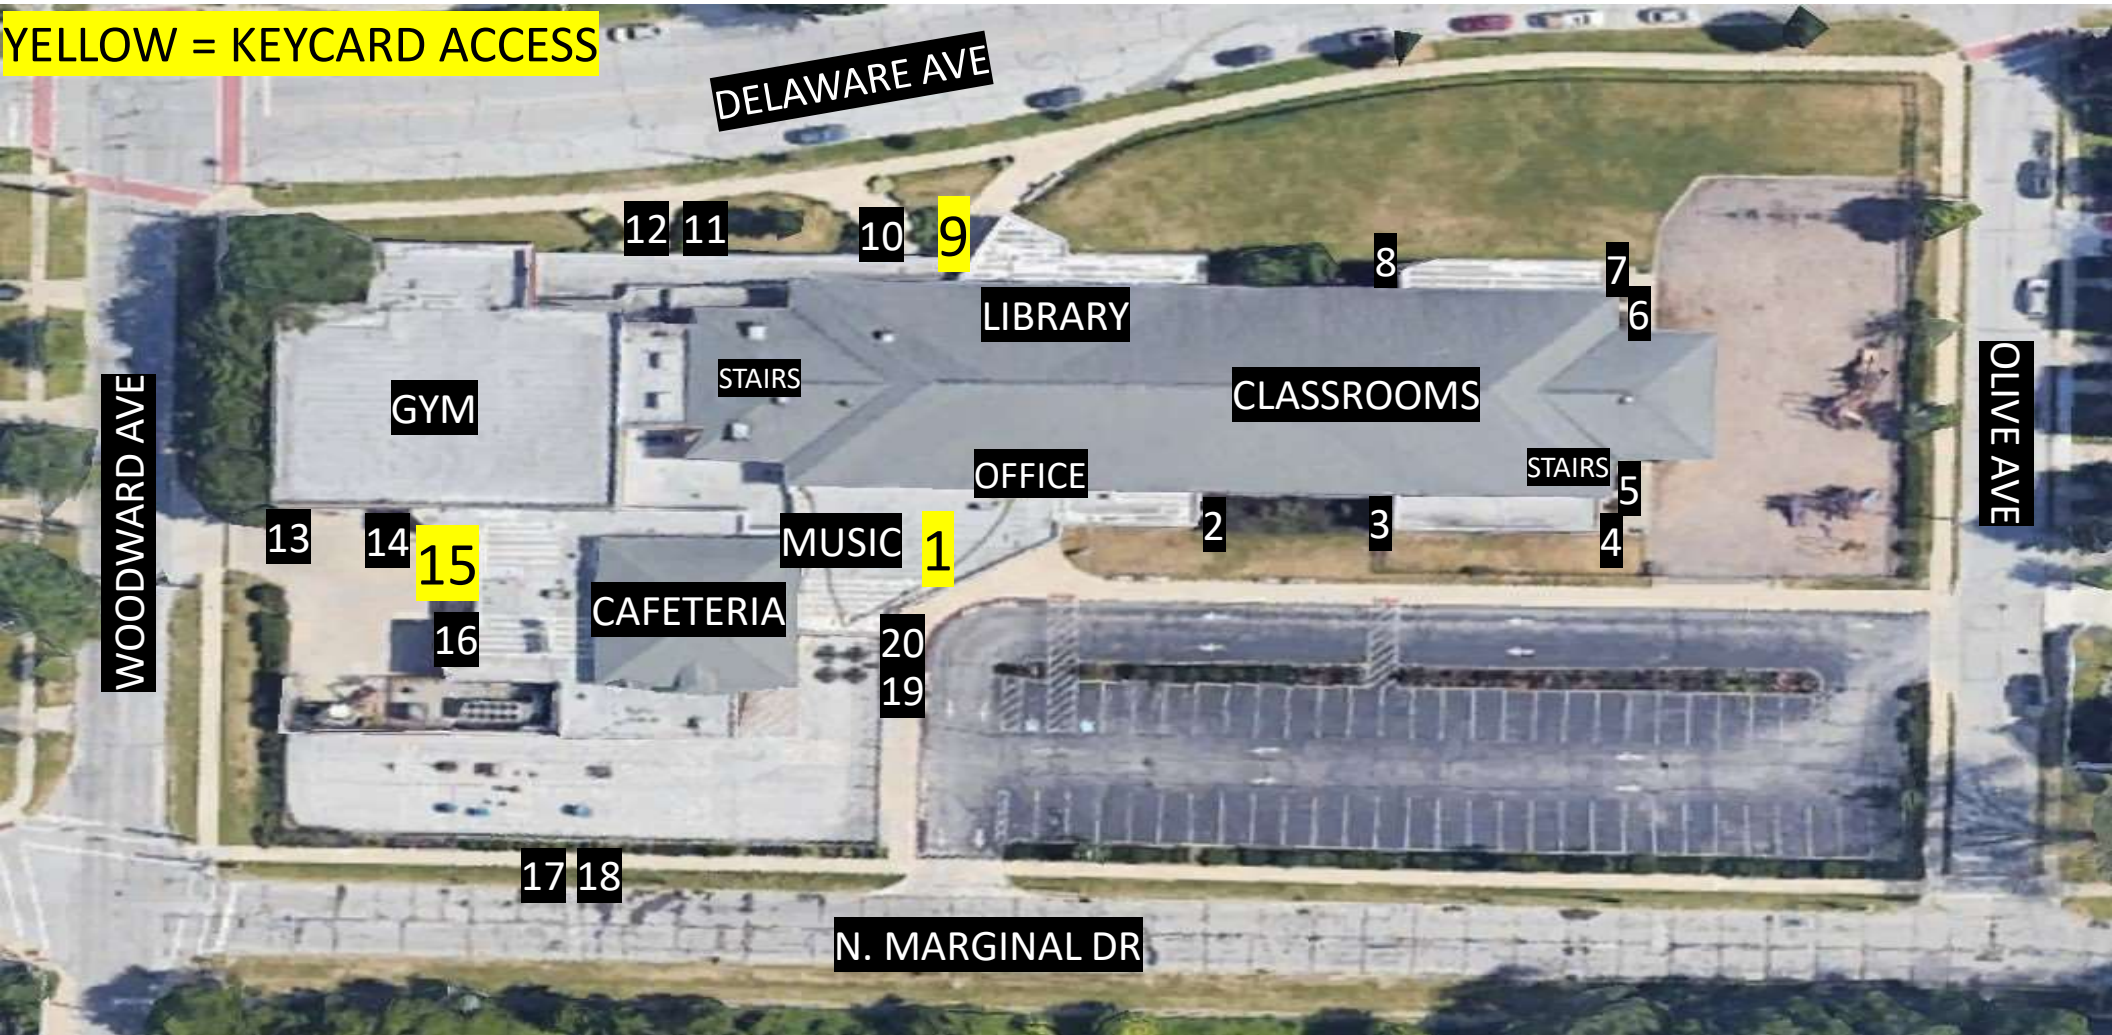 YELLOW = KEYCARD ACCESS
DELAWARE AVE
12
11
10
9
8
7
6
LIBRARY
STAIRS
GYM
CLASSROOMS
WOODWARD AVE
OLIVE AVE
OFFICE
STAIRS
5
2
3
4
13
14
15
MUSIC
1
CAFETERIA
16
20
19
17
18
N. MARGINAL DR